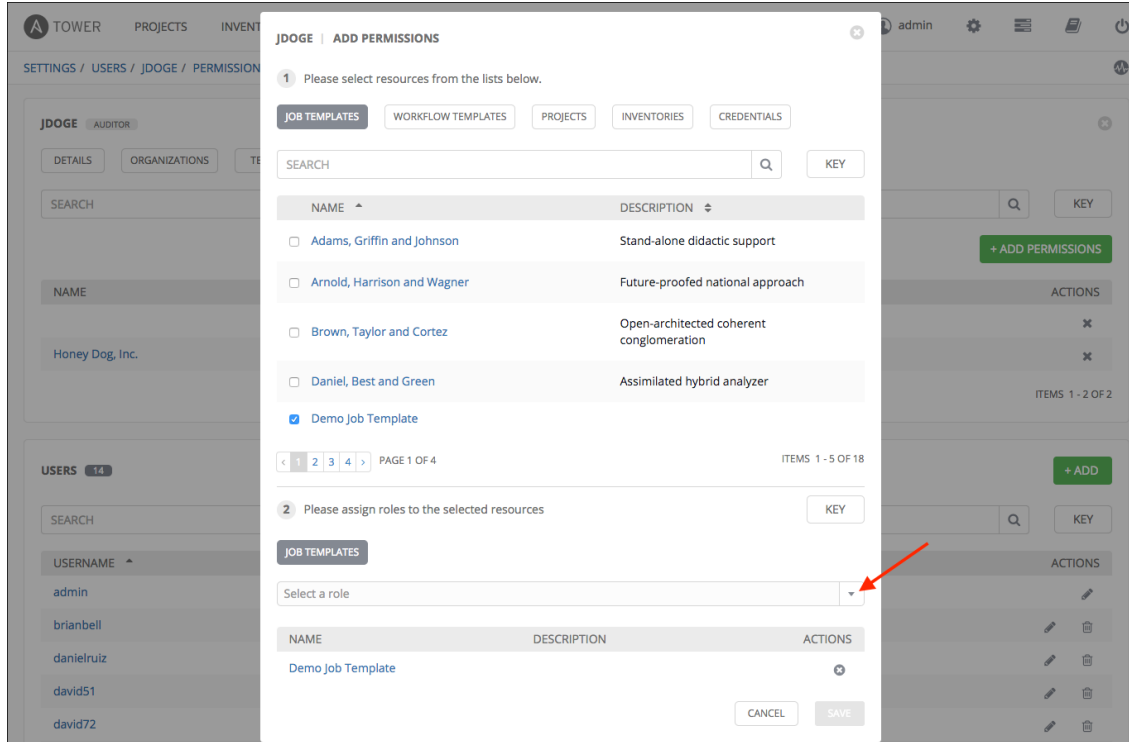 A TOWER PROJECTS INVENT admin
SETTINGS / USERS / JDOGE / PERMISSION
JDOGE AUDITOR
DETAILS ORGANIZATIONS TE
SEARCH KEY
+ ADD PERMISSIONS
NAME ACTIONS
Honey Dog, Inc.
ITEMS 1 - 2 OF 2
USERS 14 + ADD
SEARCH KEY
USERNAME ACTIONS
admin
brianbell
danielruiz
david51
david72
JDOGE | ADD PERMISSIONS
1 Please select resources from the lists below.
JOB TEMPLATES WORKFLOW TEMPLATES PROJECTS INVENTORIES CREDENTIALS
SEARCH KEY
NAME DESCRIPTION
Adams, Griffin and Johnson Stand-alone didactic support
Arnold, Harrison and Wagner Future-proofed national approach
Brown, Taylor and Cortez Open-architected coherent
conglomeration
Daniel, Best and Green Assimilated hybrid analyzer
Demo Job Template
< 1 2 3 4 > PAGE 1 OF 4 ITEMS 1 - 5 OF 18
2 Please assign roles to the selected resources KEY
JOB TEMPLATES
Select a role
NAME DESCRIPTION ACTIONS
Demo Job Template
CANCEL SAVE